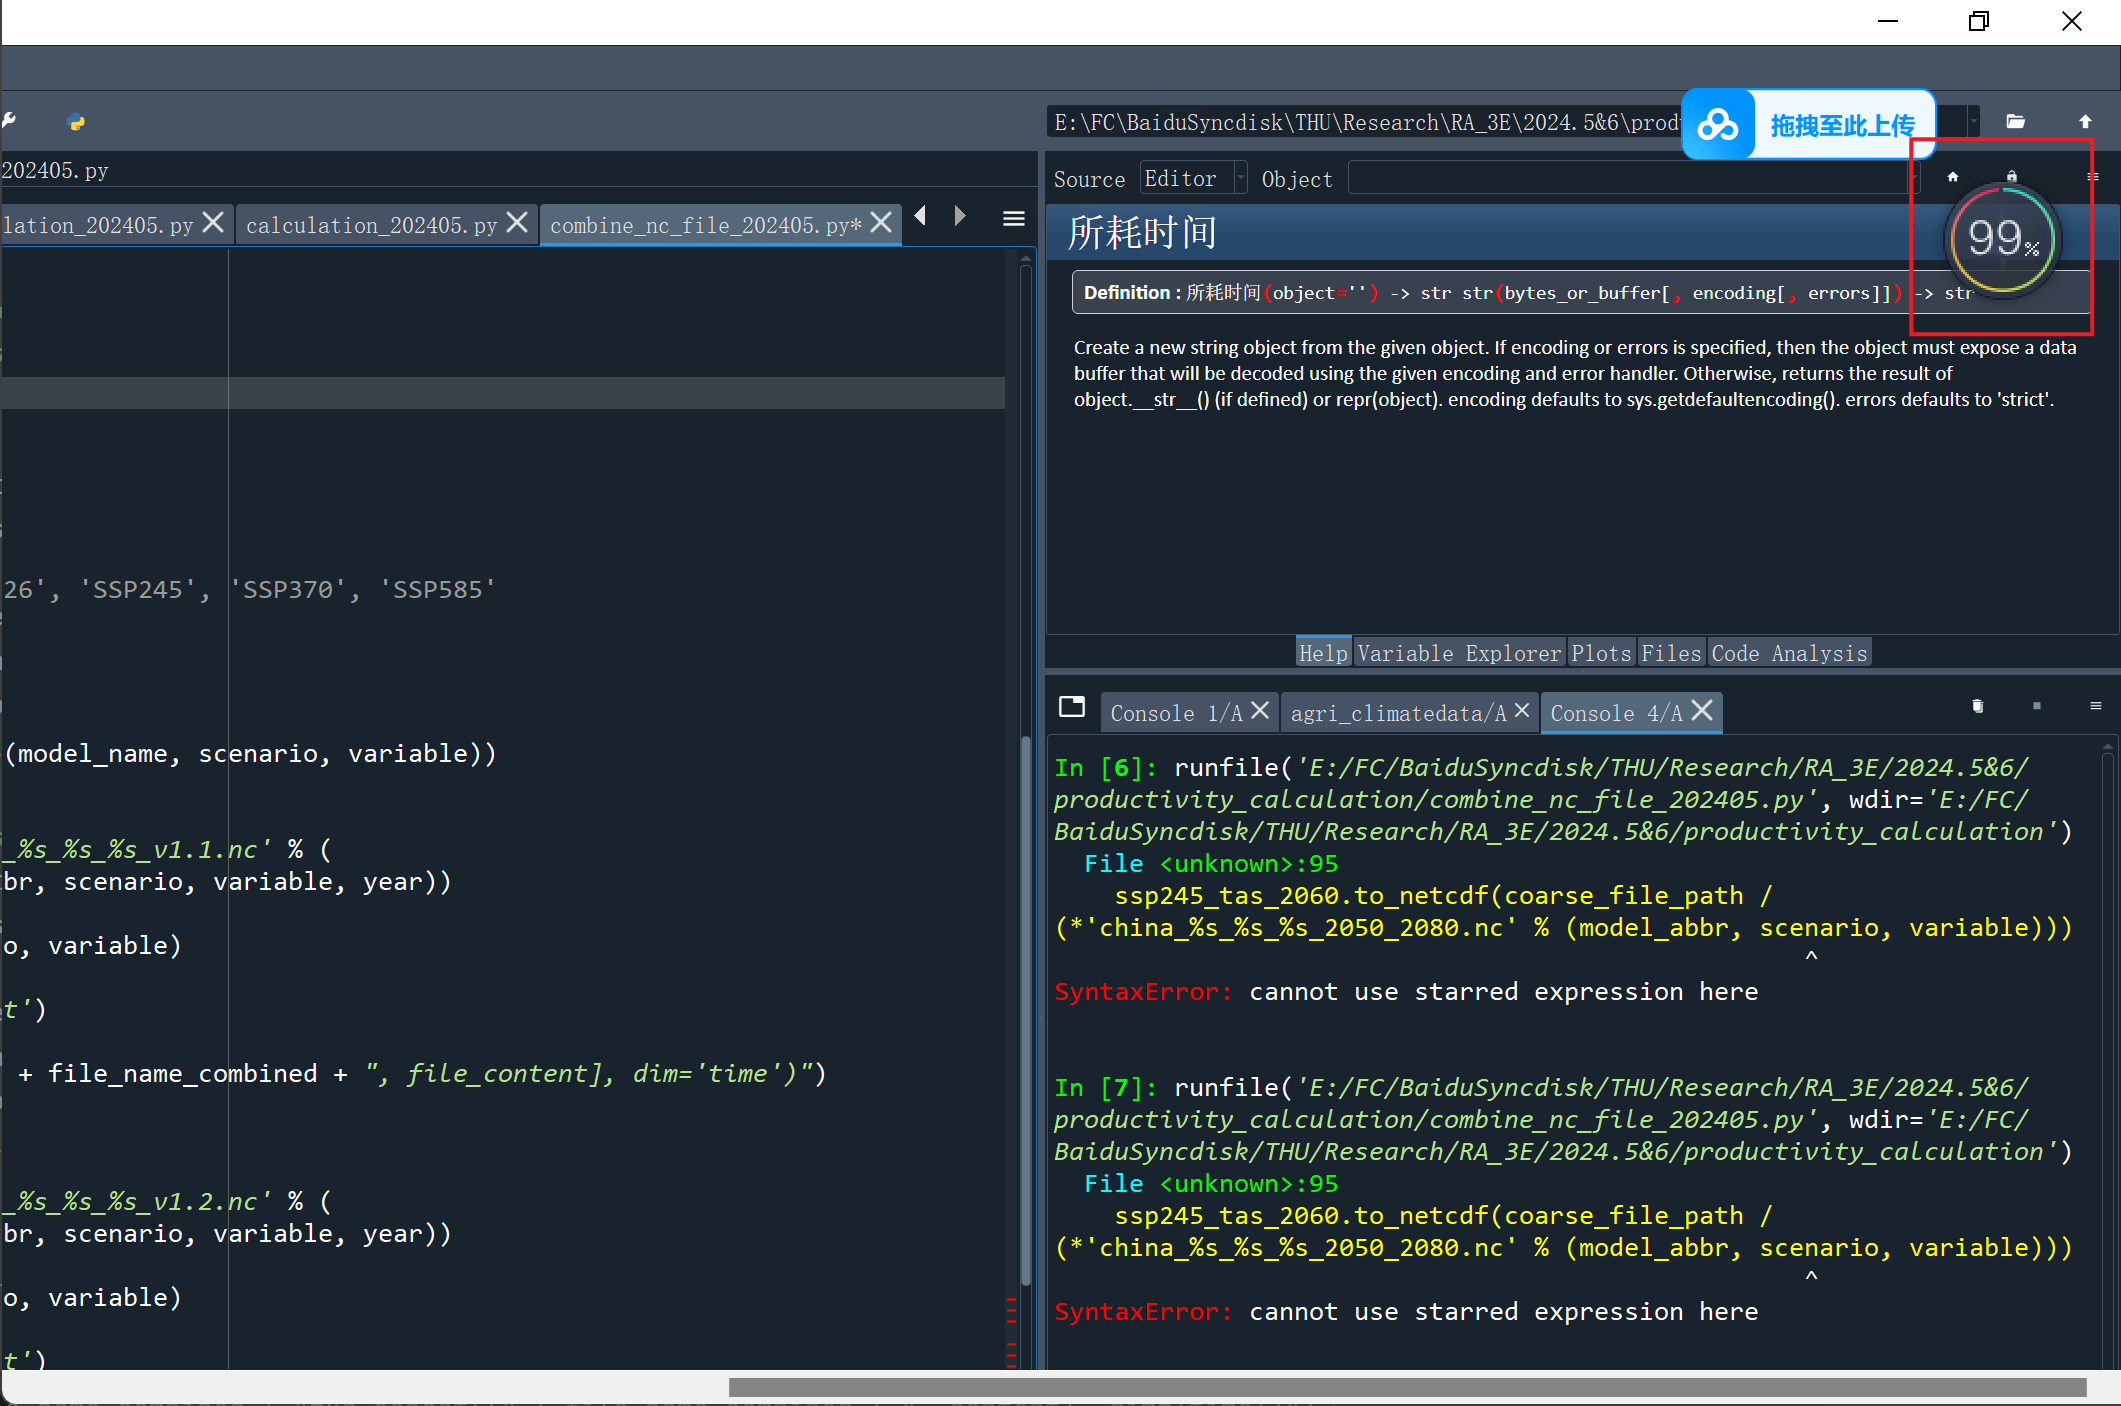 E:\FC\BaiduSyncdisk\THU\Research\RA_3E\2024.5&6\prod
拖拽至此上传
202405.py
Source Editor Object
lation_202405.py
calculation_202405.py
combine_nc_file_202405.py*
所耗时间
99%
Definition : 所耗时间(object='') -> str str(bytes_or_buffer[, encoding[, errors]]) -> str
Create a new string object from the given object. If encoding or errors is specified, then the object must expose a data
buffer that will be decoded using the given encoding and error handler. Otherwise, returns the result of
object.__str__() (if defined) or repr(object). encoding defaults to sys.getdefaultencoding(). errors defaults to 'strict'.
26', 'SSP245', 'SSP370', 'SSP585'
(model_name, scenario, variable))
_%s_%s_%s_v1.1.nc' % (
br, scenario, variable, year))
o, variable)
t')
+ file_name_combined + ", file_content], dim='time')")
_%s_%s_%s_v1.2.nc' % (
br, scenario, variable, year))
o, variable)
t')
Help Variable Explorer Plots Files Code Analysis
Console 1/A
agri_climatedata/A
Console 4/A
In [6]: runfile('E:/FC/BaiduSyncdisk/THU/Research/RA_3E/2024.5&6/
productivity_calculation/combine_nc_file_202405.py', wdir='E:/FC/
BaiduSyncdisk/THU/Research/RA_3E/2024.5&6/productivity_calculation')
File <unknown>:95
ssp245_tas_2060.to_netcdf(coarse_file_path /
(*'china_%s_%s_%s_2050_2080.nc' % (model_abbr, scenario, variable)))
^
SyntaxError: cannot use starred expression here
In [7]: runfile('E:/FC/BaiduSyncdisk/THU/Research/RA_3E/2024.5&6/
productivity_calculation/combine_nc_file_202405.py', wdir='E:/FC/
BaiduSyncdisk/THU/Research/RA_3E/2024.5&6/productivity_calculation')
File <unknown>:95
ssp245_tas_2060.to_netcdf(coarse_file_path /
(*'china_%s_%s_%s_2050_2080.nc' % (model_abbr, scenario, variable)))
^
SyntaxError: cannot use starred expression here